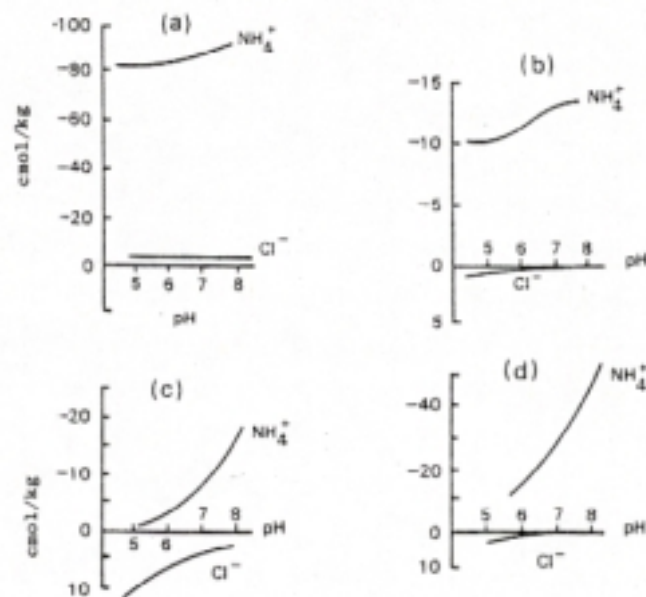 (a)
-100
-80
-60
-40
-20
0
cmol/kg
NH₄⁺
Cl⁻
5 6 7 8
pH
(b)
-15
-10
-5
0
5
NH₄⁺
5 6 7 8
pH
Cl⁻
(c)
-20
-10
0
10
cmol/kg
NH₄⁺
5 6 7 8
pH
Cl⁻
(d)
-40
-20
0
10
NH₄⁺
5 6 7 8
pH
Cl⁻